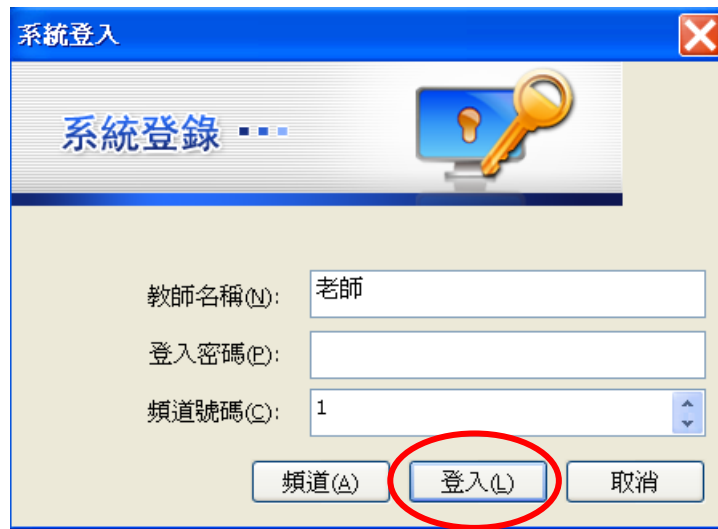 系統登入
系統登錄
教師名稱(N): 老師
登入密碼(P):
頻道號碼(C): 1
頻道(A) 登入(L) 取消